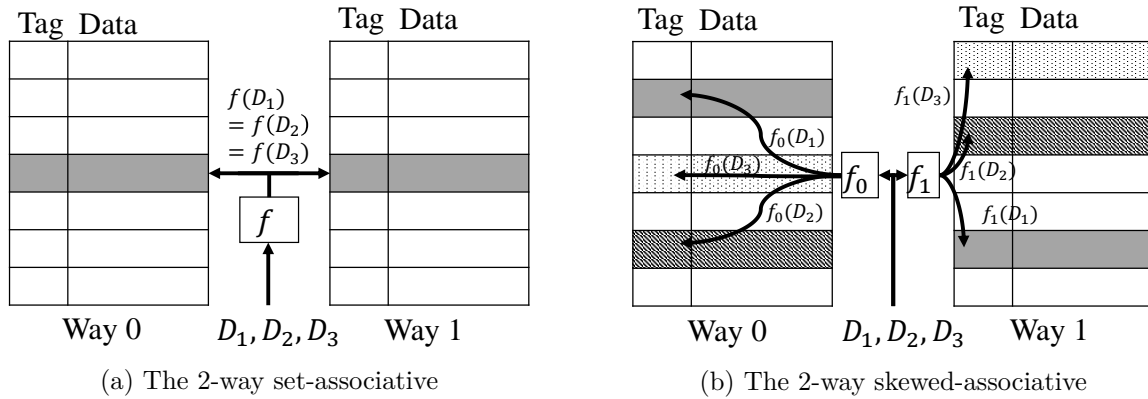 Tag Data
Tag Data
f(D₁)
= f(D₂)
= f(D₃)
f
Way 0
D₁, D₂, D₃
Way 1
(a) The 2-way set-associative
Tag Data
Tag Data
f₀(D₁)
f₀(D₃)
f₀(D₂)
f₀
f₁
f₁(D₃)
f₁(D₂)
f₁(D₁)
Way 0
D₁, D₂, D₃
Way 1
(b) The 2-way skewed-associative